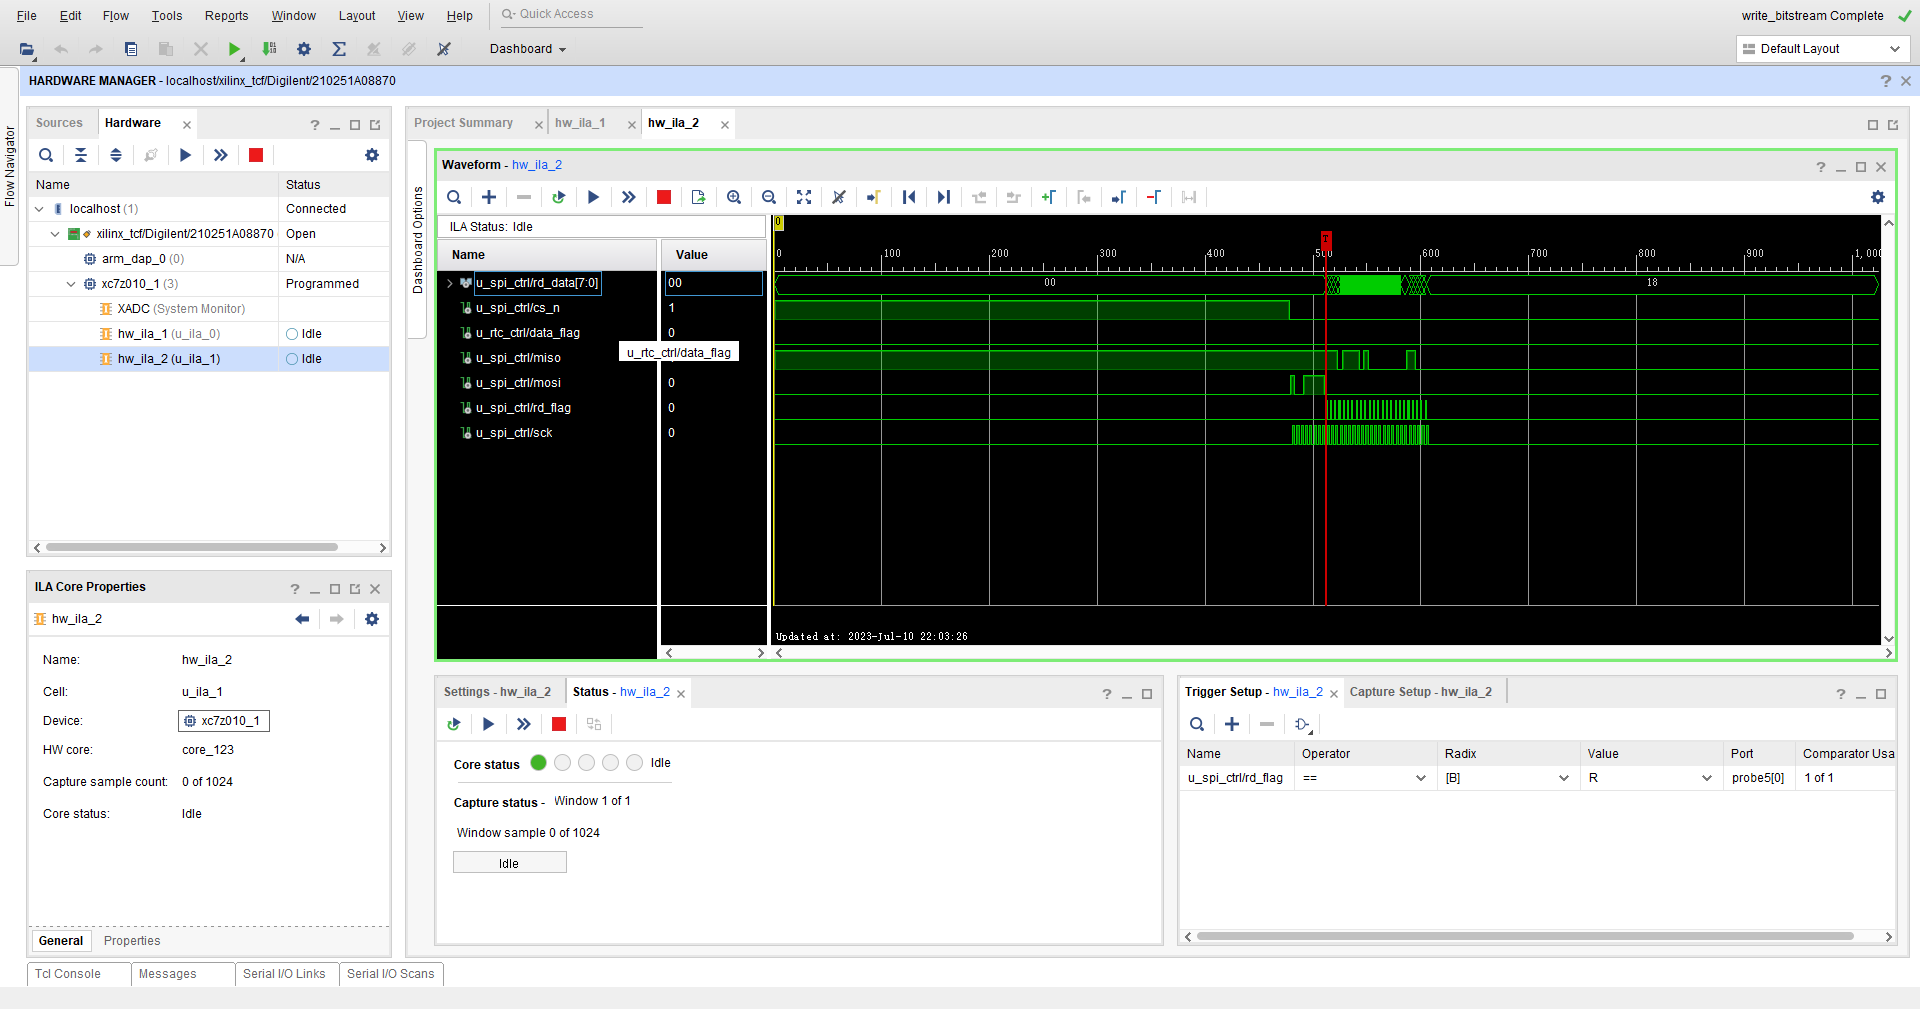 File Edit Flow Tools Reports Window Layout View Help Quick Access write_bitstream Complete
Dashboard Default Layout
HARDWARE MANAGER - localhost/xilinx_tcf/Digilent/210251A08870
Flow Navigator
Sources Hardware
Name Status
localhost (1) Connected
xilinx_tcf/Digilent/210251A08870 Open
arm_dap_0 (0) N/A
xc7z010_1 (3) Programmed
XADC (System Monitor)
hw_ila_1 (u_ila_0) Idle
hw_ila_2 (u_ila_1) Idle
ILA Core Properties
hw_ila_2
Name: hw_ila_2
Cell: u_ila_1
Device: xc7z010_1
HW core: core_123
Capture sample count: 0 of 1024
Core status: Idle
General Properties
Project Summary hw_ila_1 hw_ila_2
Dashboard Options
Waveform - hw_ila_2
ILA Status: Idle
Name Value
0
T
0 100 200 300 400 500 600 700 800 900 1,000
u_spi_ctrl/rd_data[7:0] 00 00 18
u_spi_ctrl/cs_n 1
u_rtc_ctrl/data_flag 0
u_rtc_ctrl/data_flag
u_spi_ctrl/miso
u_spi_ctrl/mosi 0
u_spi_ctrl/rd_flag 0
u_spi_ctrl/sck 0
Updated at: 2023-Jul-10 22:03:26
Settings - hw_ila_2 Status - hw_ila_2
Core status Idle
Capture status - Window 1 of 1
Window sample 0 of 1024
Idle
Trigger Setup - hw_ila_2 Capture Setup - hw_ila_2
Name Operator Radix Value Port Comparator Usa
u_spi_ctrl/rd_flag == [B] R probe5[0] 1 of 1
Tcl Console Messages Serial I/O Links Serial I/O Scans